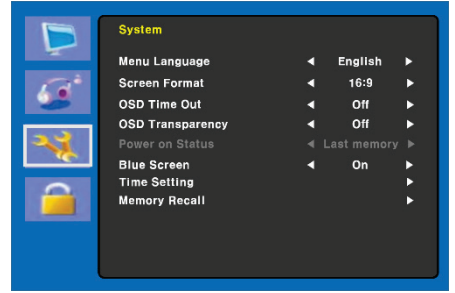 System
Menu Language ◀ English ▶
Screen Format ◀ 16:9 ▶
OSD Time Out ◀ Off ▶
OSD Transparency ◀ Off ▶
Power on Status ◀ Last memory ▶
Blue Screen ◀ On ▶
Time Setting ▶
Memory Recall ▶